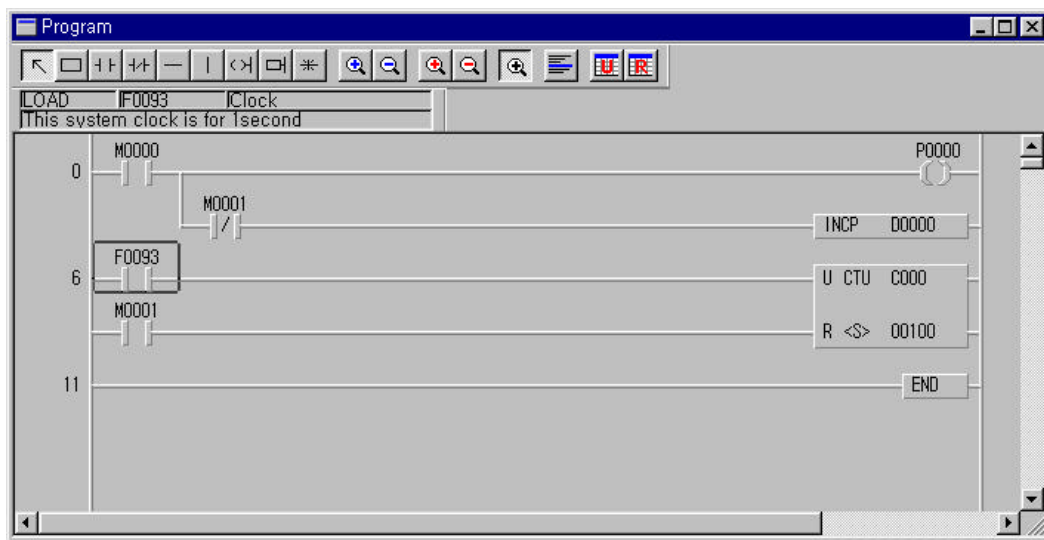 Program
U R
LOAD F0093 Clock
This system clock is for 1second
M0000 P0000
0
M0001
INCP D0000
F0093
6 U CTU C000
M0001
R <S> 00100
11 END